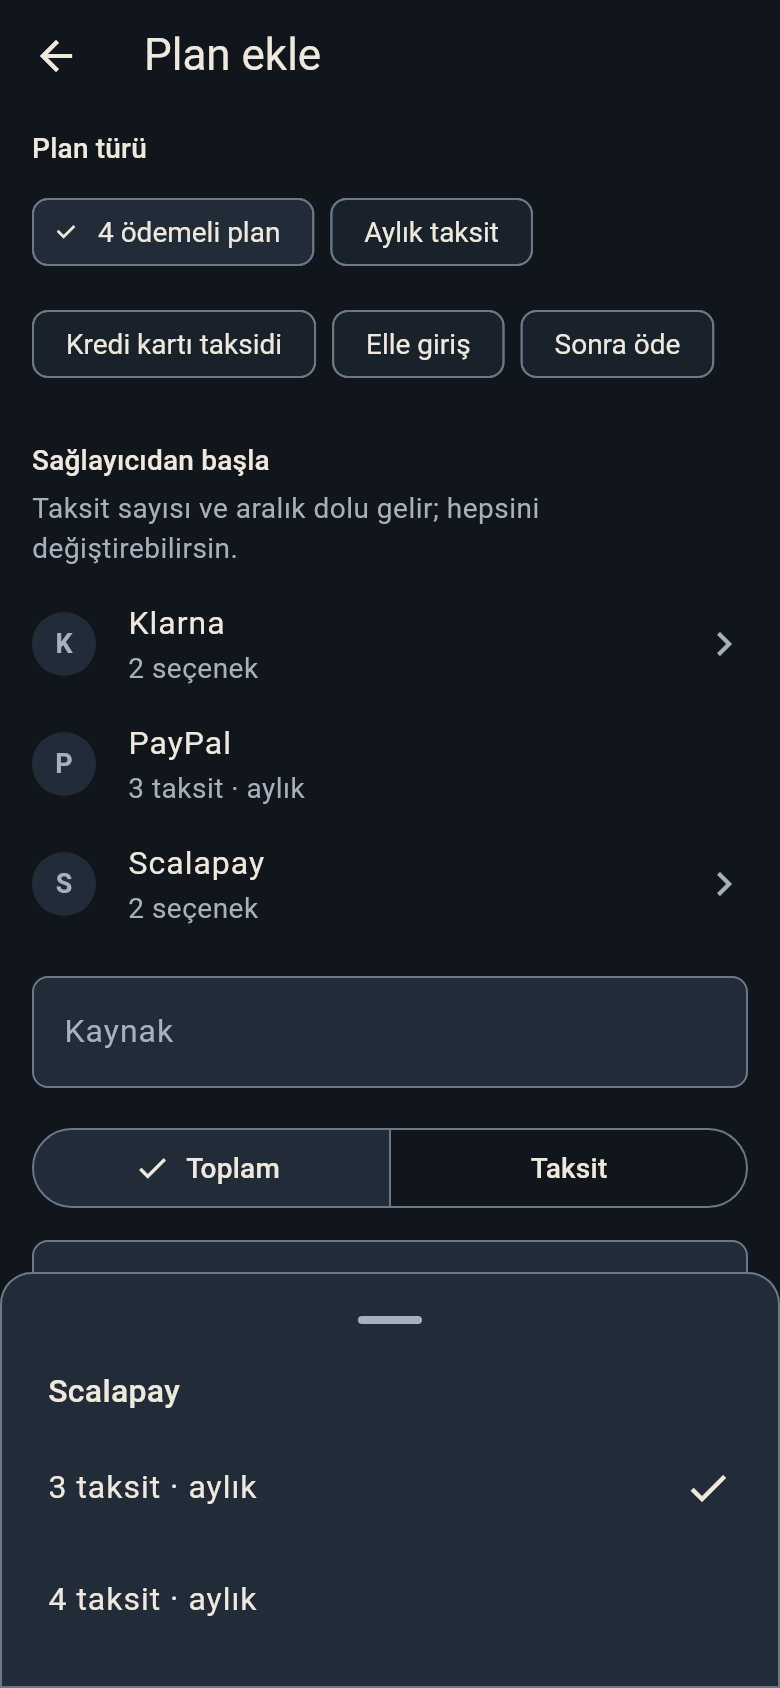 Plan ekle
Plan türü
4 ödemeli plan
Aylık taksit
Kredi kartı taksidi
Elle giriş
Sonra öde
Sağlayıcıdan başla
Taksit sayısı ve aralık dolu gelir; hepsini
değiştirebilirsin.
K
Klarna
2 seçenek
P
PayPal
3 taksit · aylık
S
Scalapay
2 seçenek
Kaynak
Toplam
Taksit
Scalapay
3 taksit · aylık
4 taksit · aylık